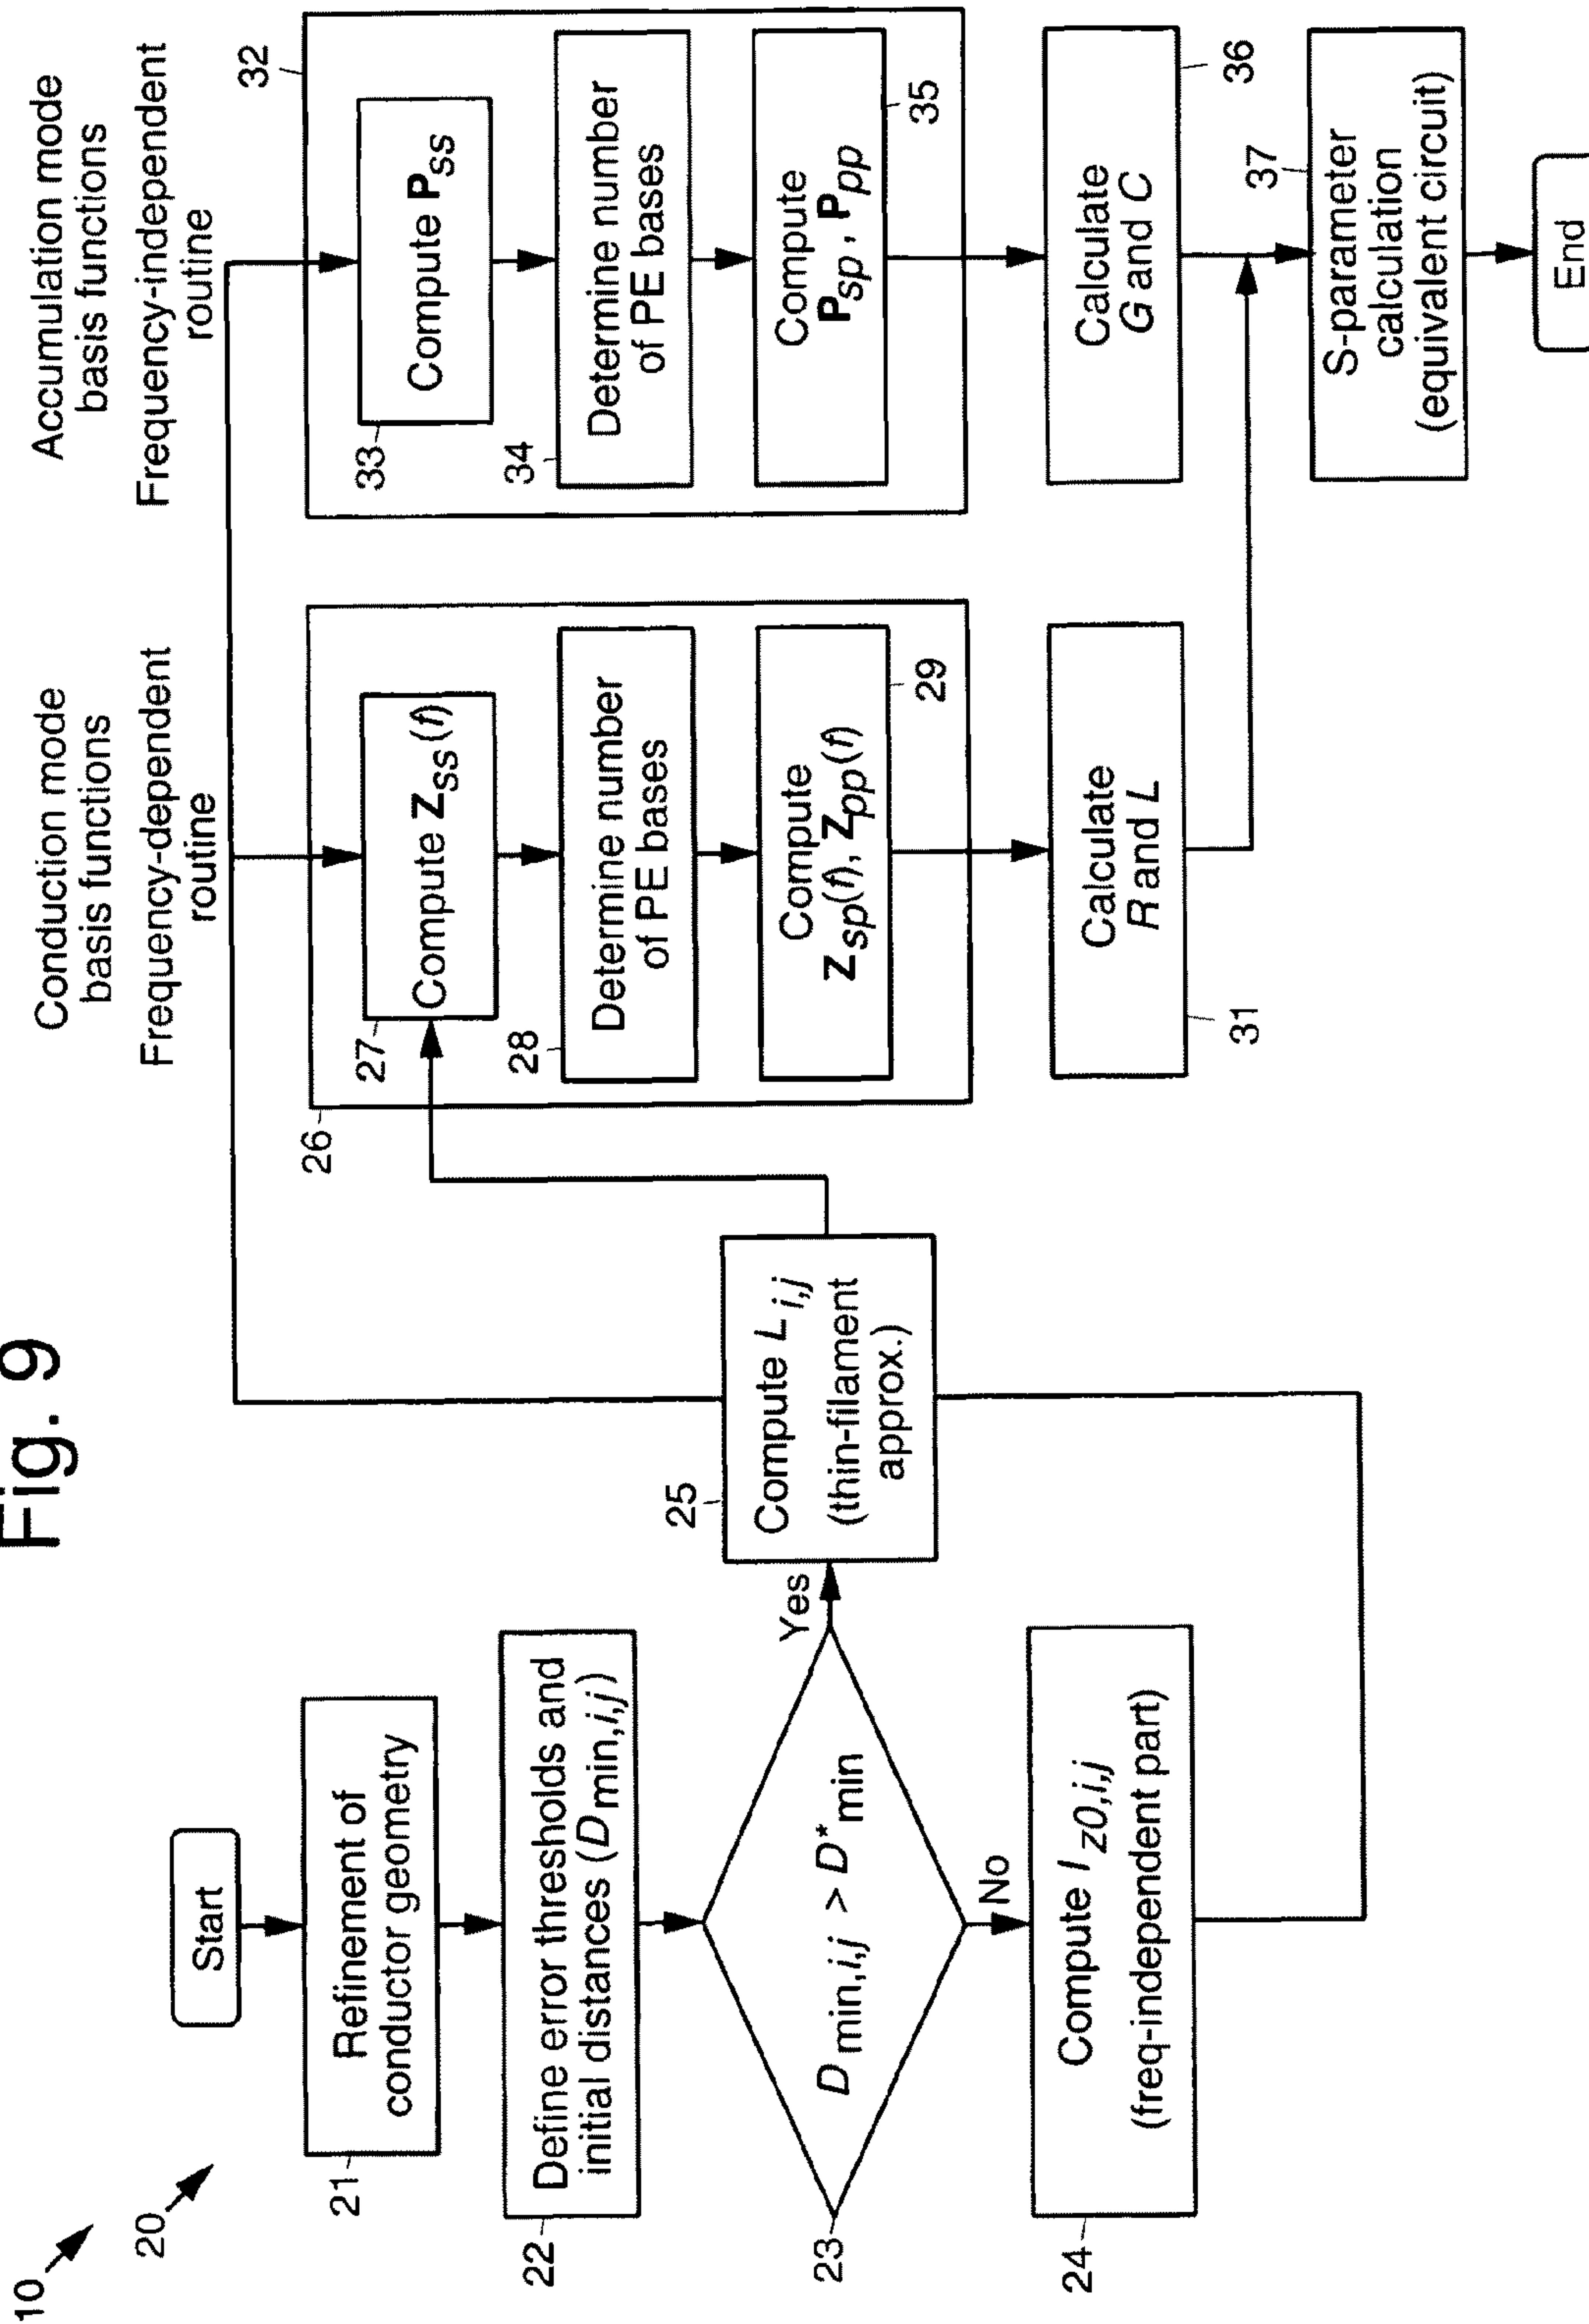 Fig. 9
10
20
Start
21
Refinement of
conductor geometry
22
Define error thresholds and
initial distances (D min,i,j)
23
D min,i,j > D* min
Yes
No
24
Compute I z0,i,j
(freq-independent part)
25
Compute L i,j
(thin-filament
approx.)
Conduction mode
basis functions
Frequency-dependent
routine
26
27
Compute Zss(f)
28
Determine number
of PE bases
29
Compute
Zsp(f), Zpp(f)
31
Calculate
R and L
Accumulation mode
basis functions
Frequency-independent
routine
32
33
Compute Pss
34
Determine number
of PE bases
35
Compute
Psp, Ppp
36
Calculate
G and C
37
S-parameter
calculation
(equivalent circuit)
End